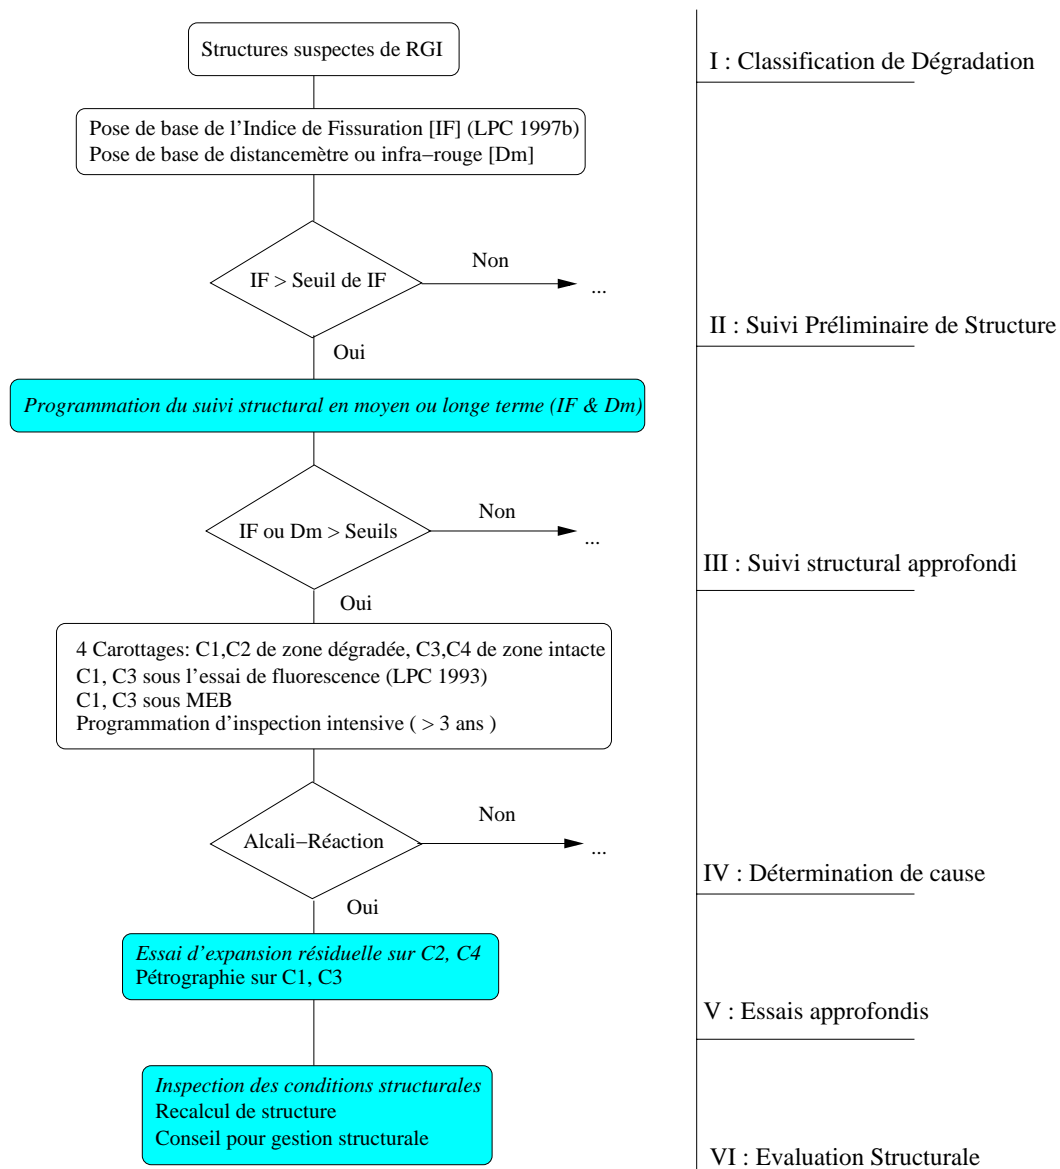 Structures suspectes de RGI
I : Classification de Dégradation
Pose de base de l'Indice de Fissuration [IF] (LPC 1997b)
Pose de base de distancemètre ou infra−rouge [Dm]
IF > Seuil de IF
Non
...
II : Suivi Préliminaire de Structure
Oui
Programmation du suivi structural en moyen ou longe terme (IF & Dm)
IF ou Dm > Seuils
Non
...
III : Suivi structural approfondi
Oui
4 Carottages: C1,C2 de zone dégradée, C3,C4 de zone intacte
C1, C3 sous l'essai de fluorescence (LPC 1993)
C1, C3 sous MEB
Programmation d'inspection intensive ( > 3 ans )
Alcali−Réaction
Non
...
IV : Détermination de cause
Oui
Essai d'expansion résiduelle sur C2, C4
Pétrographie sur C1, C3
V : Essais approfondis
Inspection des conditions structurales
Recalcul de structure
Conseil pour gestion structurale
VI : Evaluation Structurale